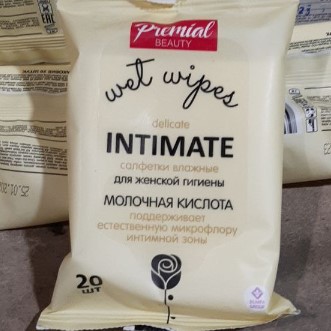 Premial
BEAUTY
wet wipes
delicate
INTIMATE
салфетки влажные
для женской гигиены
МОЛОЧНАЯ КИСЛОТА
поддерживает
естественную микрофлору
интимной зоны
20
шт